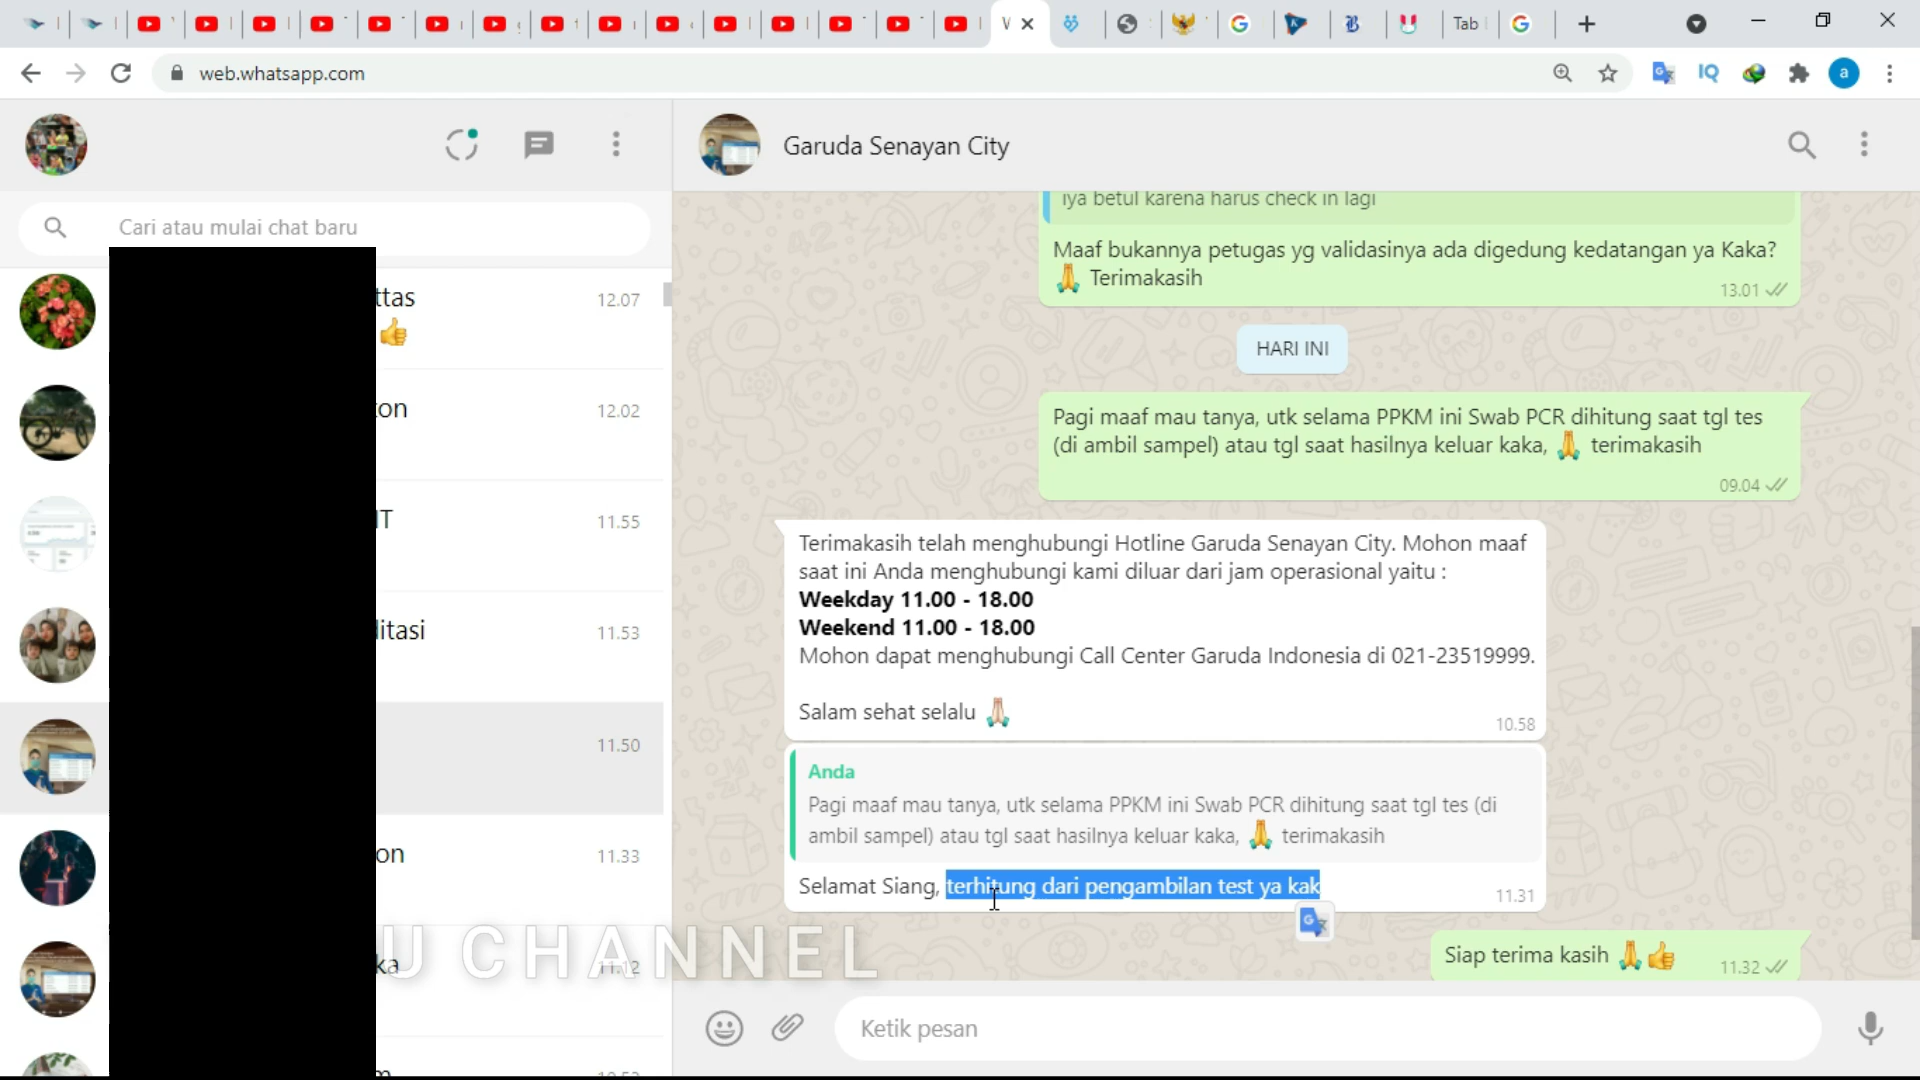 Tab
web.whatsapp.com
IQ
a
Garuda Senayan City
Cari atau mulai chat baru
ttas
12.07
12.02
11.55
litasi
11.53
11.50
on
11.33
ka
11.12
iya betul karena harus check in lagi
Maaf bukannya petugas yg validasinya ada digedung kedatangan ya Kaka?
🙏 Terimakasih
13.01
HARI INI
Pagi maaf mau tanya, utk selama PPKM ini Swab PCR dihitung saat tgl tes
(di ambil sampel) atau tgl saat hasilnya keluar kaka, 🙏 terimakasih
09.04
Terimakasih telah menghubungi Hotline Garuda Senayan City. Mohon maaf
saat ini Anda menghubungi kami diluar dari jam operasional yaitu :
Weekday 11.00 - 18.00
Weekend 11.00 - 18.00
Mohon dapat menghubungi Call Center Garuda Indonesia di 021-23519999.
Salam sehat selalu 🙏
10.58
Anda
Pagi maaf mau tanya, utk selama PPKM ini Swab PCR dihitung saat tgl tes (di
ambil sampel) atau tgl saat hasilnya keluar kaka, 🙏 terimakasih
Selamat Siang, terhitung dari pengambilan test ya kak
11.31
U CHANNEL
Siap terima kasih 🙏👍
11.32
Ketik pesan